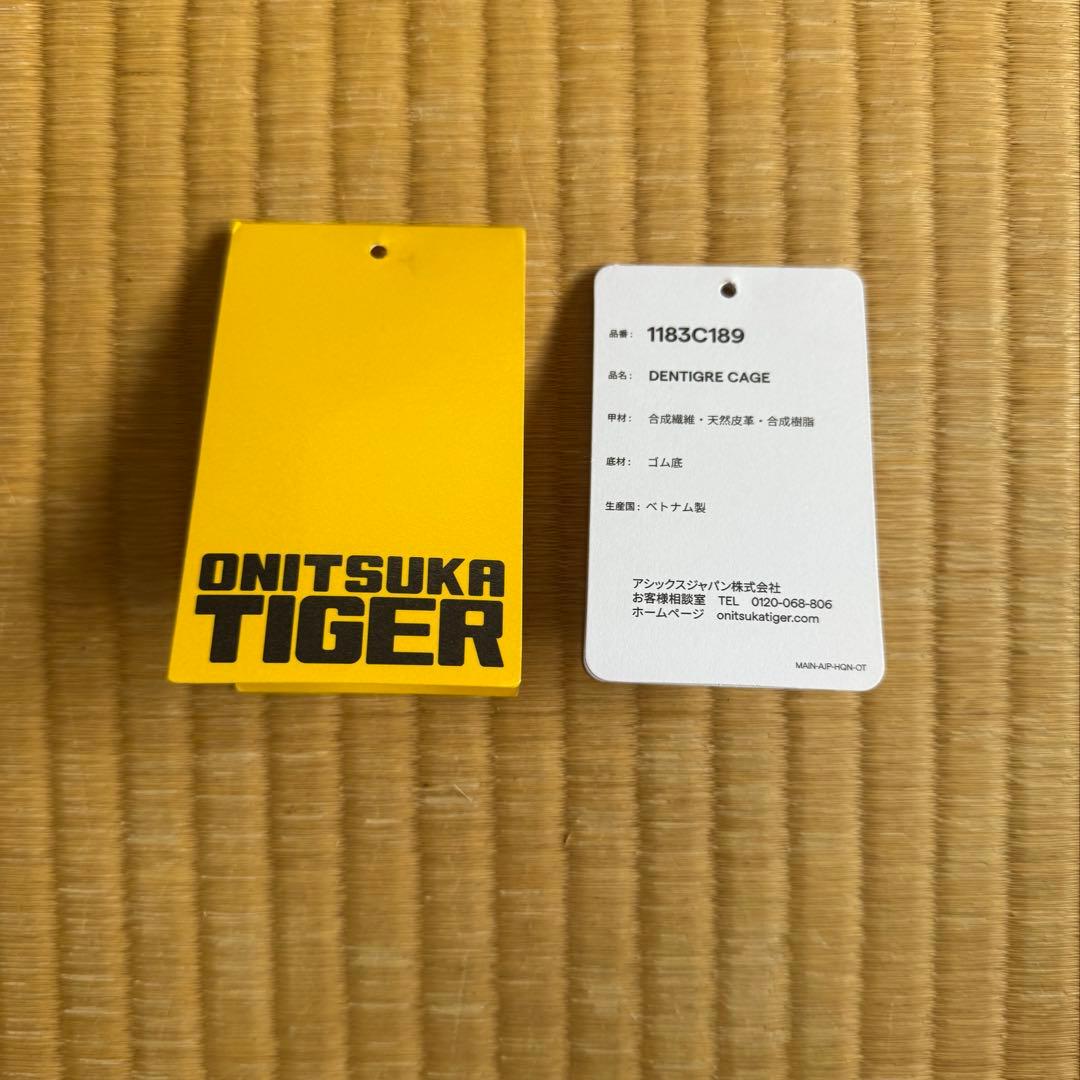 ONITSUKA
TIGER
品番: 1183C189
品名: DENTIGRE CAGE
甲材: 合成繊維・天然皮革・合成樹脂
底材: ゴム底
生産国: ベトナム製
アシックスジャパン株式会社
お客様相談室 TEL 0120-068-806
ホームページ onitsukatiger.com
MAIN-AJP-HQN-OT